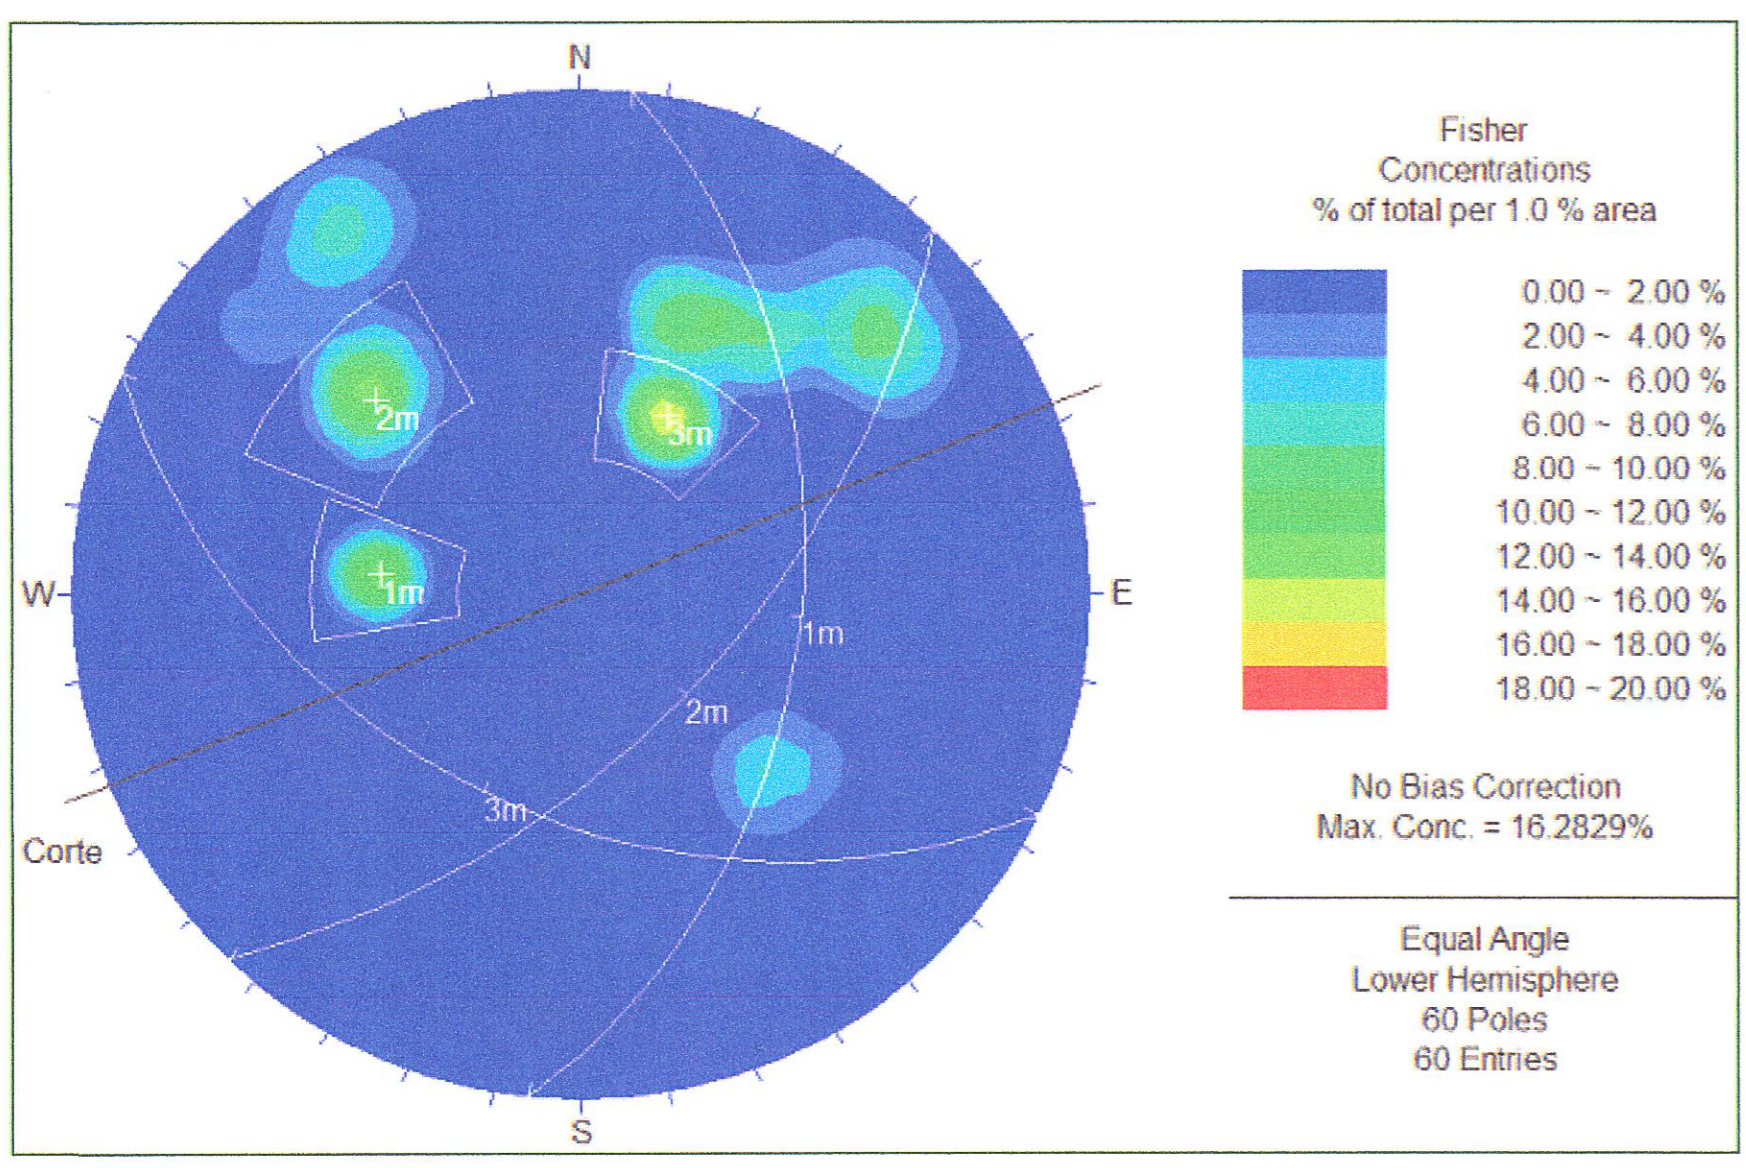 N
W
E
S
Corte
2m
3m
1m
1m
2m
3m
Fisher
Concentrations
% of total per 1.0 % area
0.00 ~ 2.00 %
2.00 ~ 4.00 %
4.00 ~ 6.00 %
6.00 ~ 8.00 %
8.00 ~ 10.00 %
10.00 ~ 12.00 %
12.00 ~ 14.00 %
14.00 ~ 16.00 %
16.00 ~ 18.00 %
18.00 ~ 20.00 %
No Bias Correction
Max. Conc. = 16.2829%
Equal Angle
Lower Hemisphere
60 Poles
60 Entries